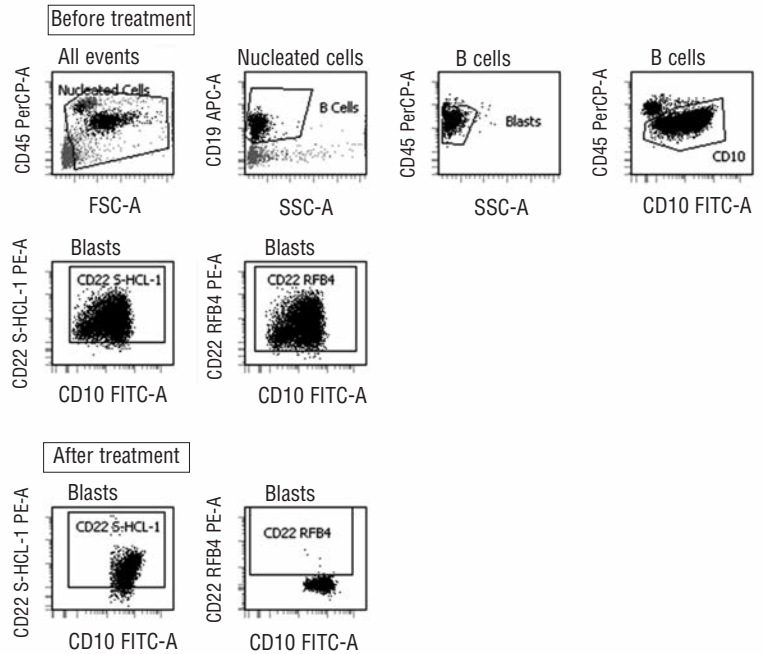 Before treatment
All events
Nucleated cells
B cells
B cells
CD45 PerCP-A
Nucleated Cells
FSC-A
CD19 APC-A
B Cells
SSC-A
CD45 PerCP-A
Blasts
SSC-A
CD45 PerCP-A
CD10
CD10 FITC-A
Blasts
Blasts
CD22 S-HCL-1 PE-A
CD22 S-HCL-1
CD10 FITC-A
CD22 RFB4 PE-A
CD22 RFB4
CD10 FITC-A
After treatment
Blasts
Blasts
CD22 S-HCL-1 PE-A
CD22 S-HCL-1
CD10 FITC-A
CD22 RFB4 PE-A
CD22 RFB4
CD10 FITC-A